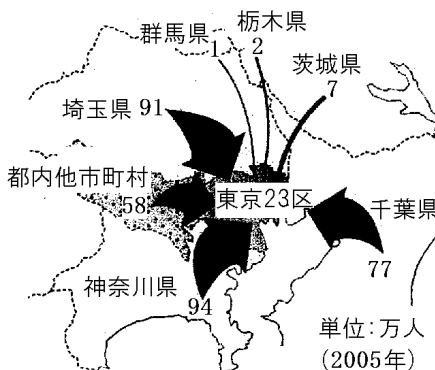 群馬県
1
栃木県
2
茨城県
7
埼玉県 91
都内他市町村
58
東京23区
千葉県
77
神奈川県
94
単位:万人
(2005年)